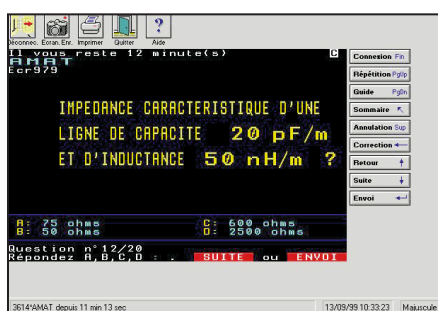 Déconnec. Ecran.Enr. Imprimer Quitter Aide
Il vous reste 12 minute(s) C
AMAT
Ecr979
IMPEDANCE CARACTERISTIQUE D'UNE
LIGNE DE CAPACITE 20 pF/m
ET D'INDUCTANCE 50 nH/m ?
A: 75 ohms C: 600 ohms
B: 50 ohms D: 2500 ohms
Question n°12/20
Répondez A,B,C,D : . SUITE ou ENVOI
Connexion Fin
Répétition PgUp
Guide PgDn
Sommaire
Annulation Sup
Correction
Retour
Suite
Envoi
3614*AMAT depuis 11 min 13 sec 13/09/99 10:33:23 Majuscule